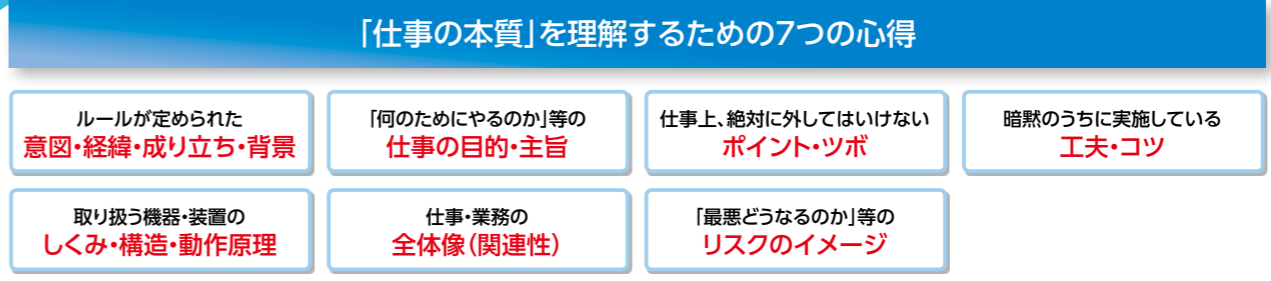 「仕事の本質」を理解するための7つの心得
ルールが定められた
意図・経緯・成り立ち・背景
「何のためにやるのか」等の
仕事の目的・主旨
仕事上、絶対に外してはいけない
ポイント・ツボ
暗黙のうちに実施している
工夫・コツ
取り扱う機器・装置の
しくみ・構造・動作原理
仕事・業務の
全体像(関連性)
「最悪どうなるのか」等の
リスクのイメージ